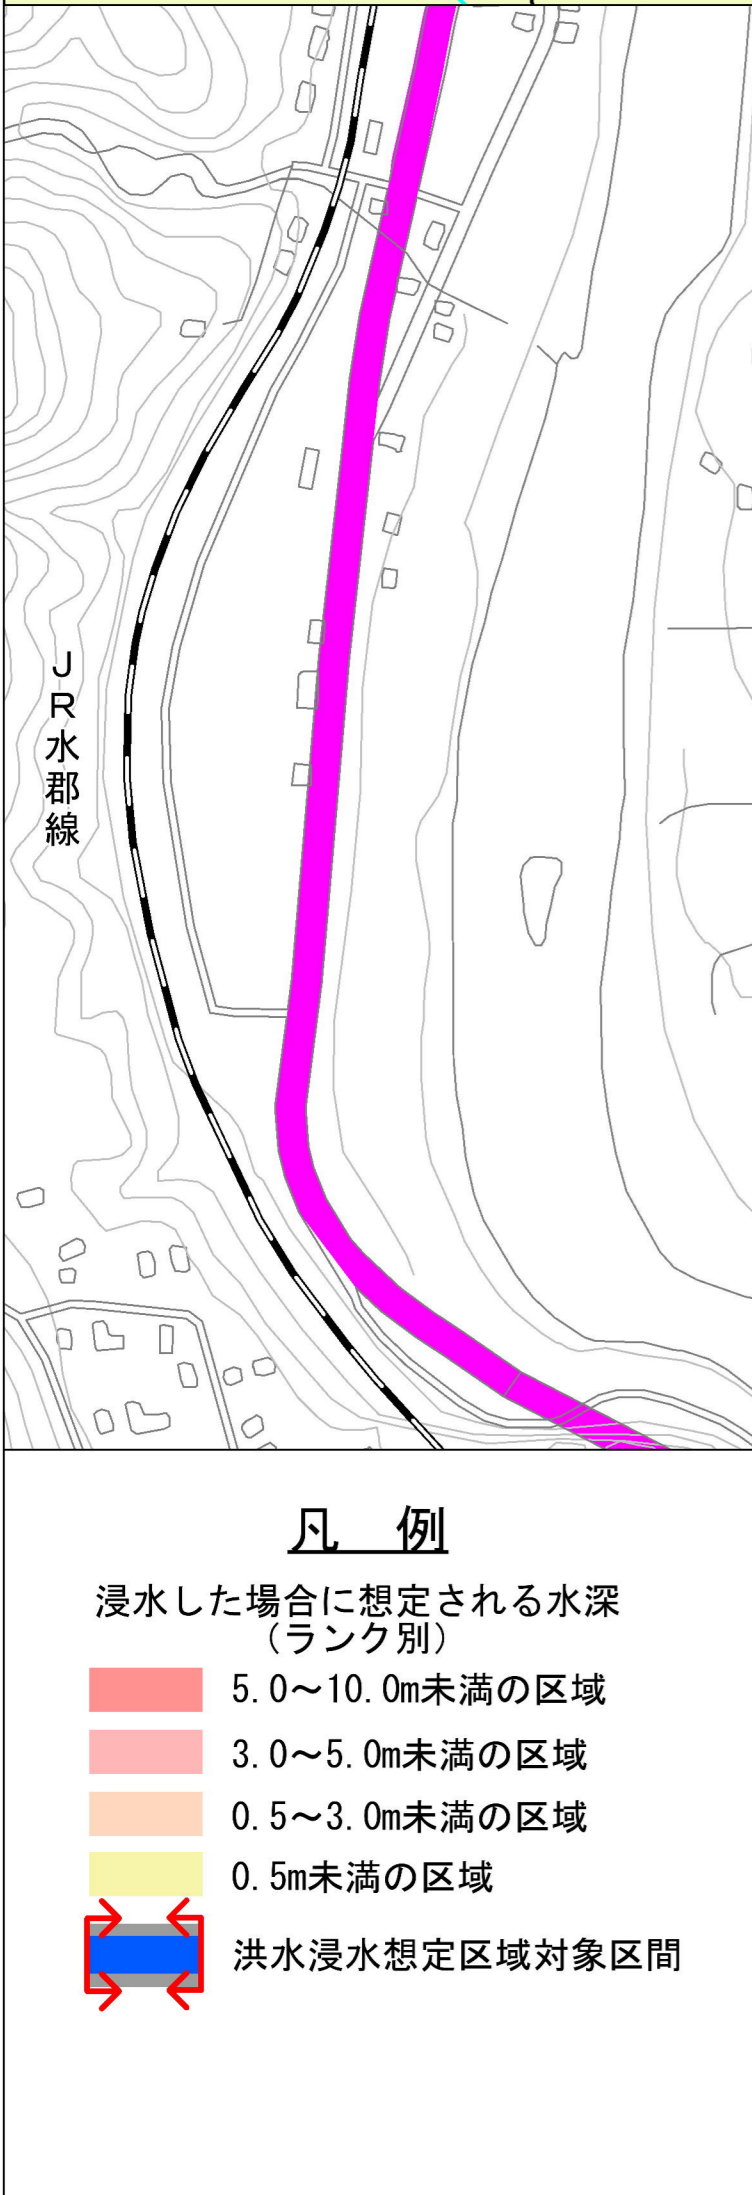 JR水郡線
凡　例
浸水した場合に想定される水深
（ランク別）
5.0～10.0m未満の区域
3.0～5.0m未満の区域
0.5～3.0m未満の区域
0.5m未満の区域
洪水浸水想定区域対象区間